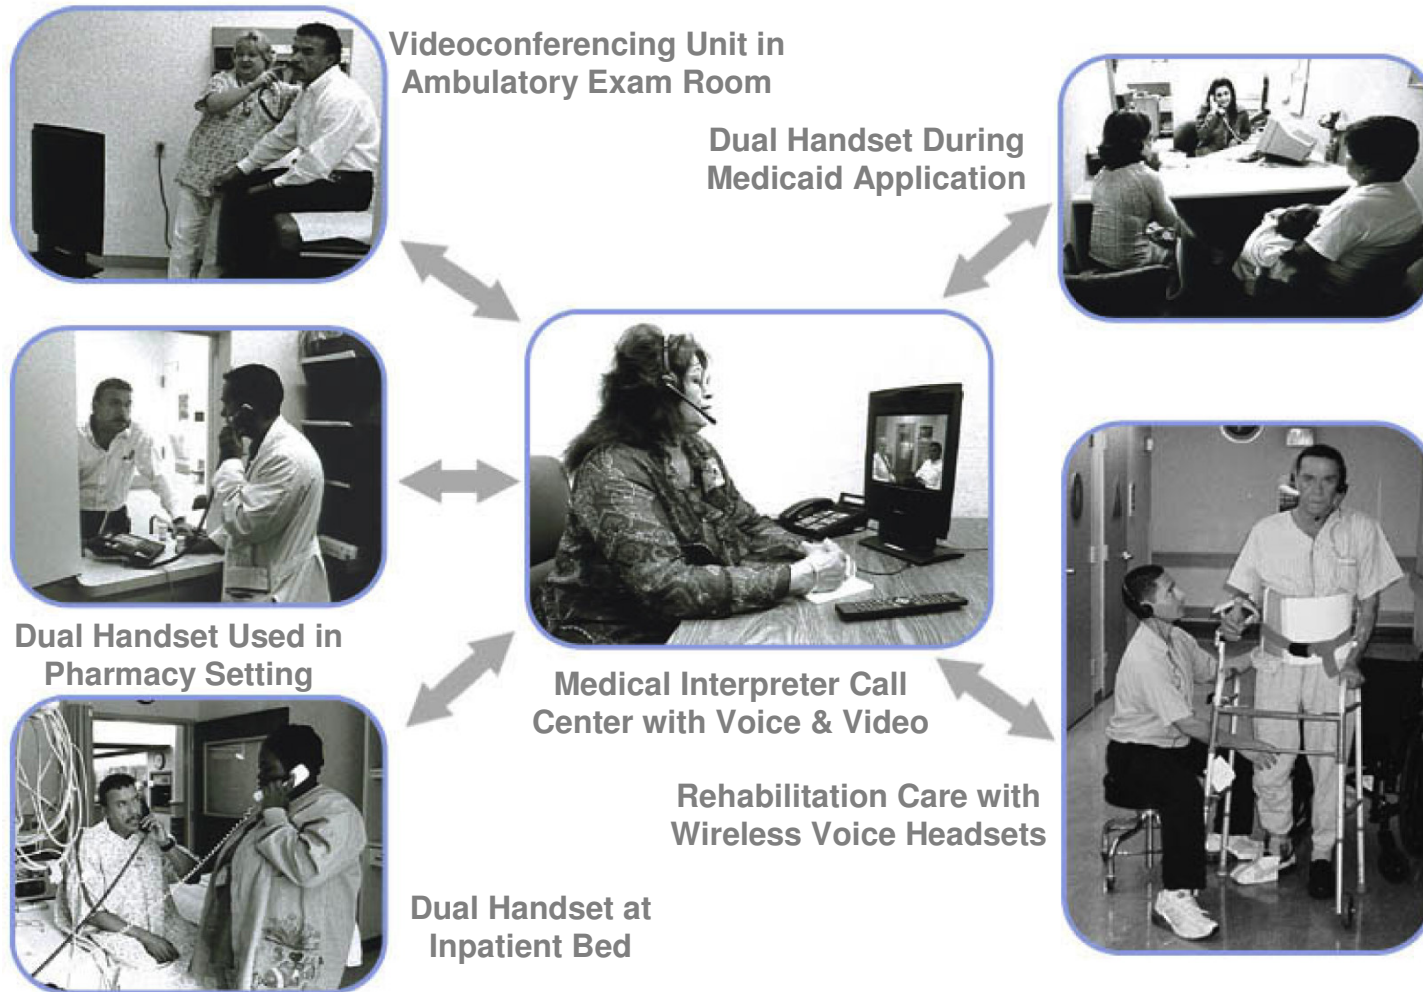 Videoconferencing Unit in
Ambulatory Exam Room
Dual Handset During
Medicaid Application
Dual Handset Used in
Pharmacy Setting
Medical Interpreter Call
Center with Voice & Video
Rehabilitation Care with
Wireless Voice Headsets
Dual Handset at
Inpatient Bed